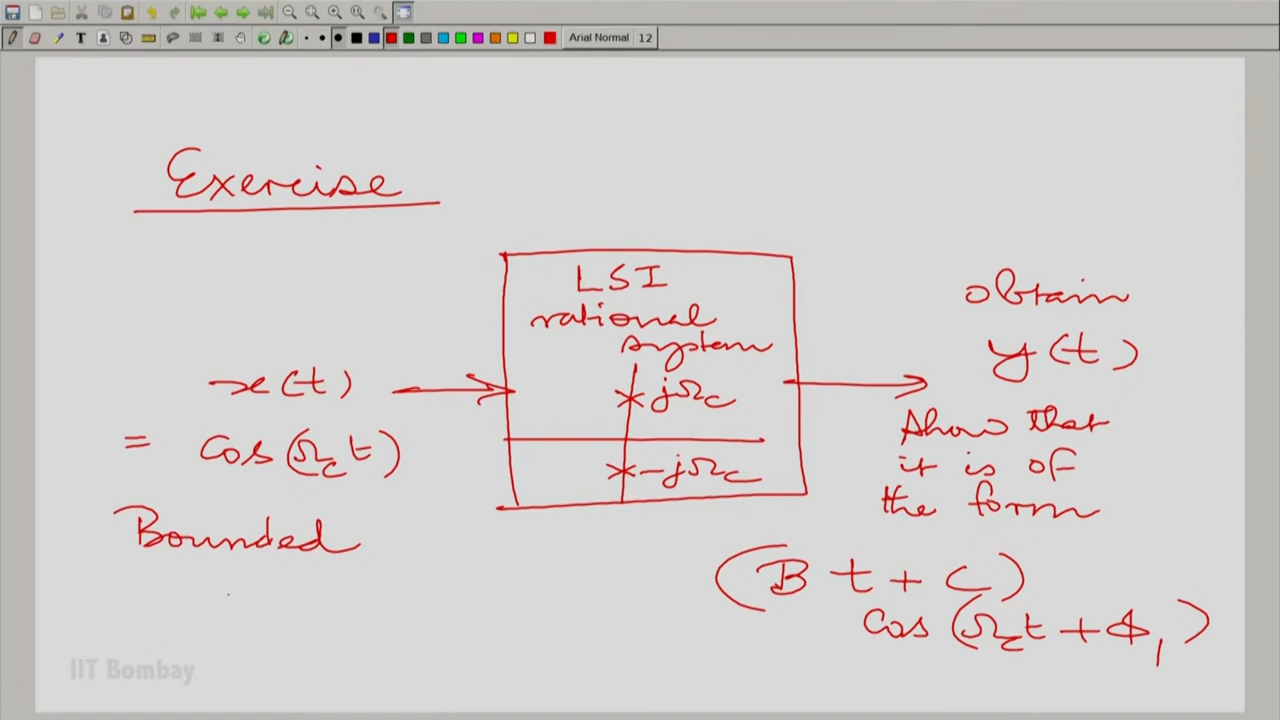 Arial Normal 12
Exercise
x(t)
= Cos(Ωct)
Bounded
LSI
rational
system
jΩc
-jΩc
obtain
y(t)
Show that
it is of
the form
(Bt + C)
Cos(Ωct + Φ1)
IIT Bombay